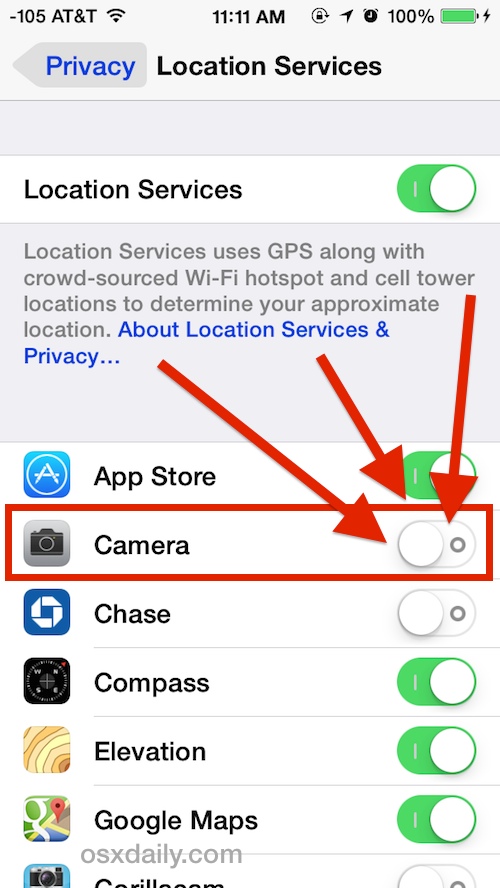 -105 AT&T 11:11 AM 100%
Privacy Location Services
Location Services
Location Services uses GPS along with
crowd-sourced Wi-Fi hotspot and cell tower
locations to determine your approximate
location. About Location Services &
Privacy...
App Store
Camera
Chase
Compass
Elevation
Google Maps
osxdaily.com